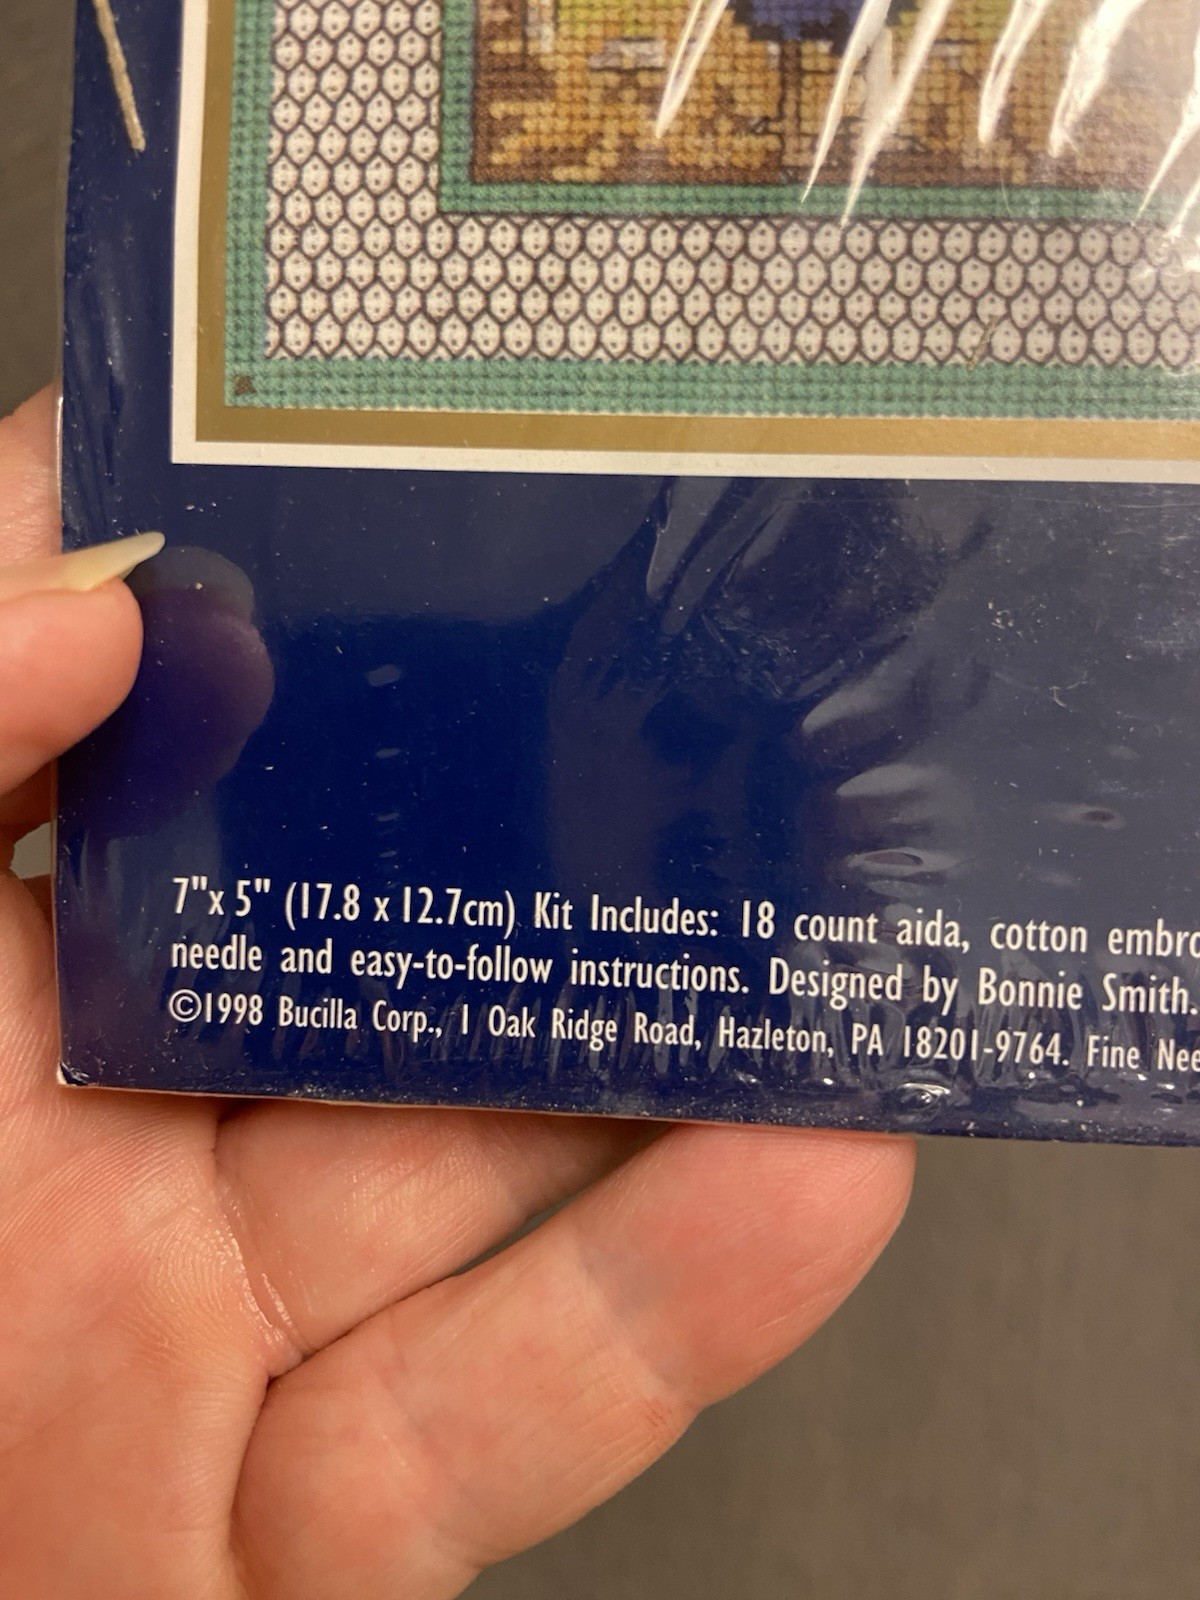 7"x 5" (17.8 x 12.7cm) Kit Includes: 18 count aida, cotton embro
needle and easy-to-follow instructions. Designed by Bonnie Smith.
©1998 Bucilla Corp., 1 Oak Ridge Road, Hazleton, PA 18201-9764. Fine Nee